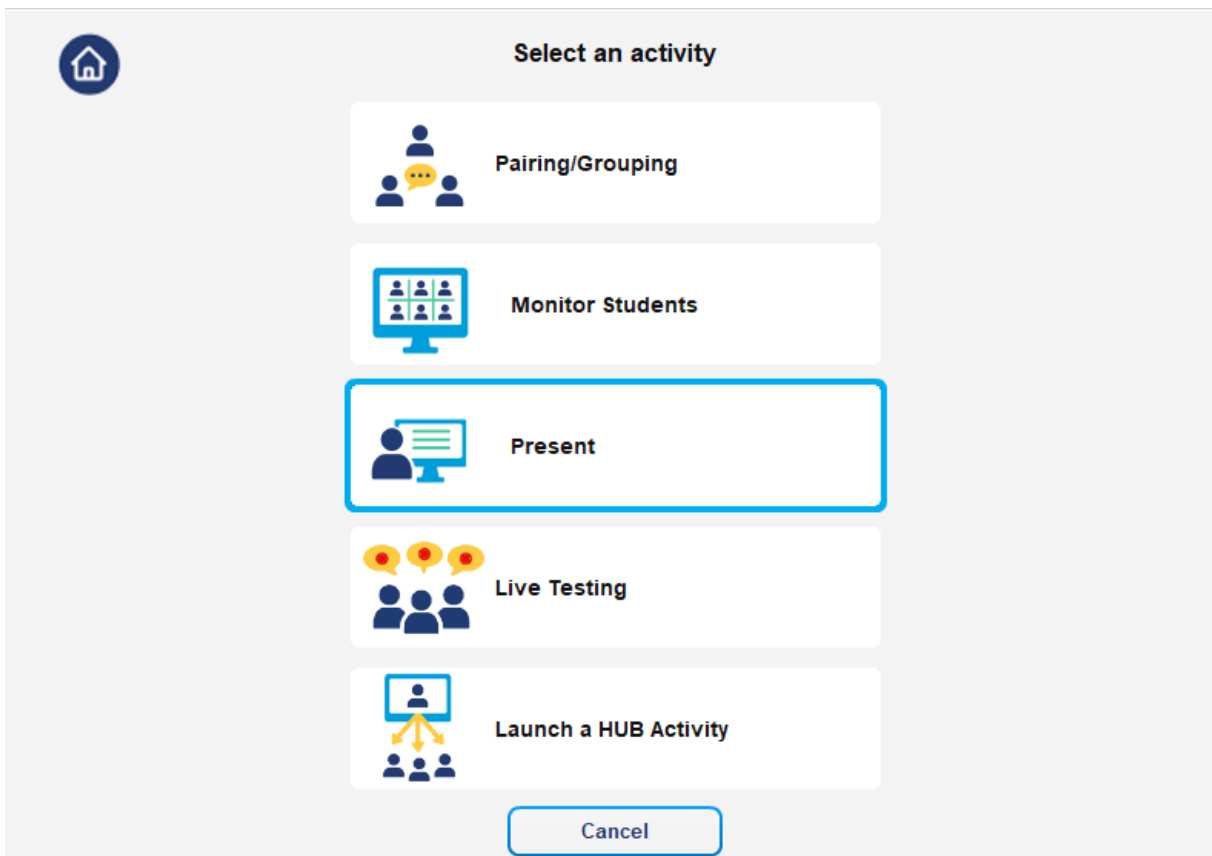 Select an activity
Pairing/Grouping
Monitor Students
Present
Live Testing
Launch a HUB Activity
Cancel